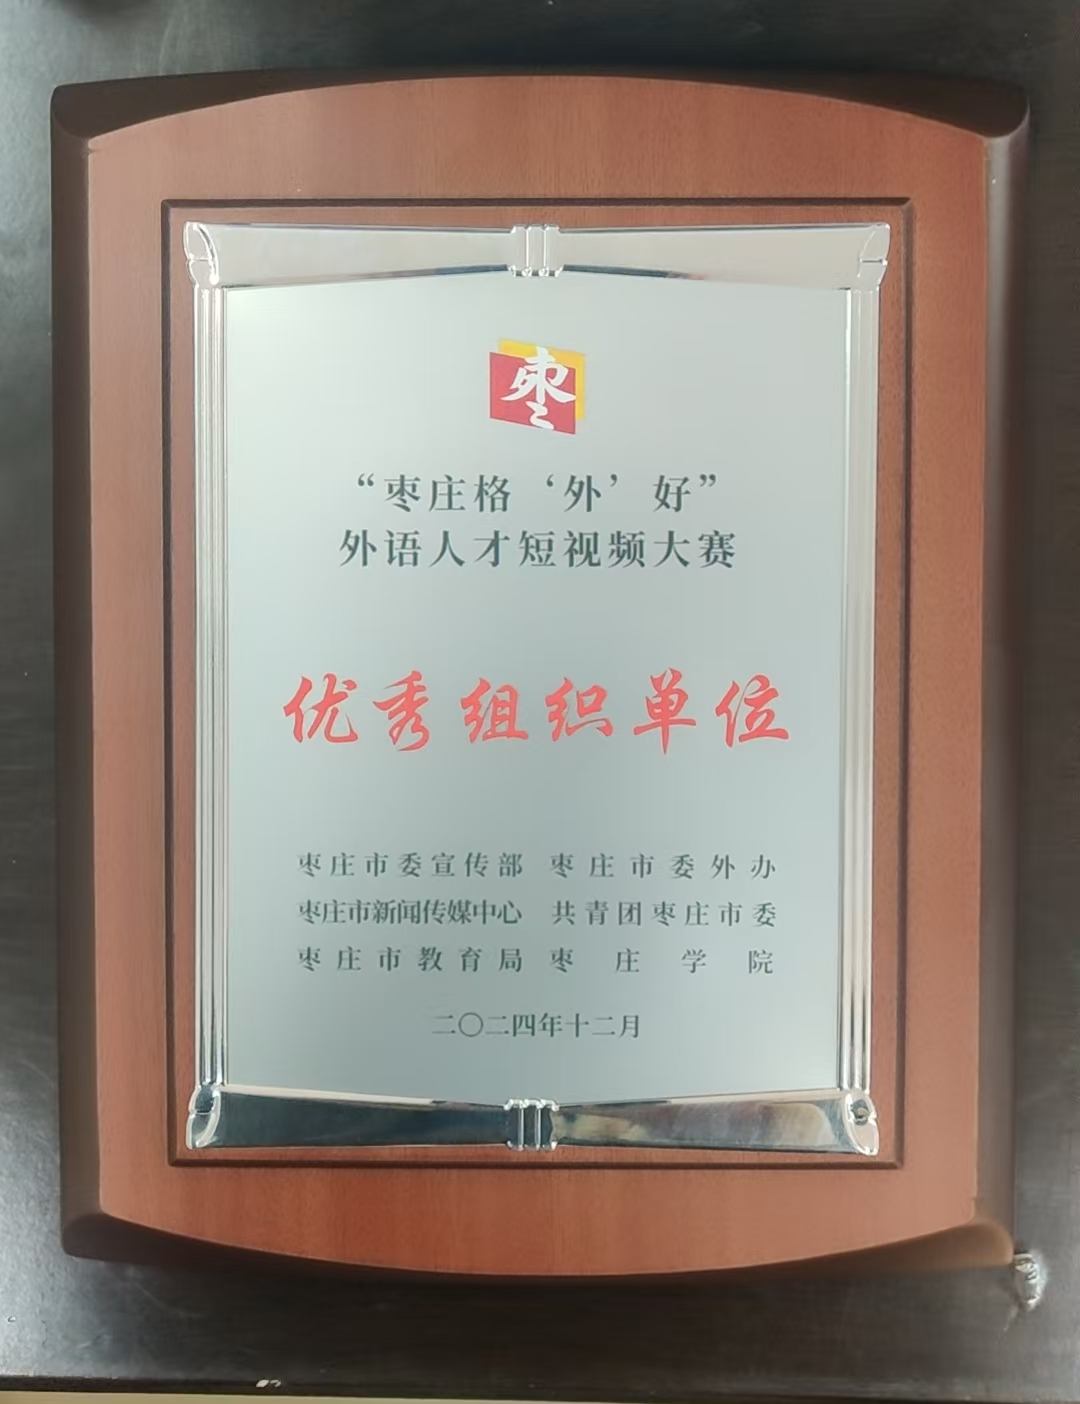 枣
“枣庄格‘外’好”
外语人才短视频大赛
优秀组织单位
枣庄市委宣传部 枣庄市委外办
枣庄市新闻传媒中心 共青团枣庄市委
枣庄市教育局 枣庄学院
二〇二四年十二月